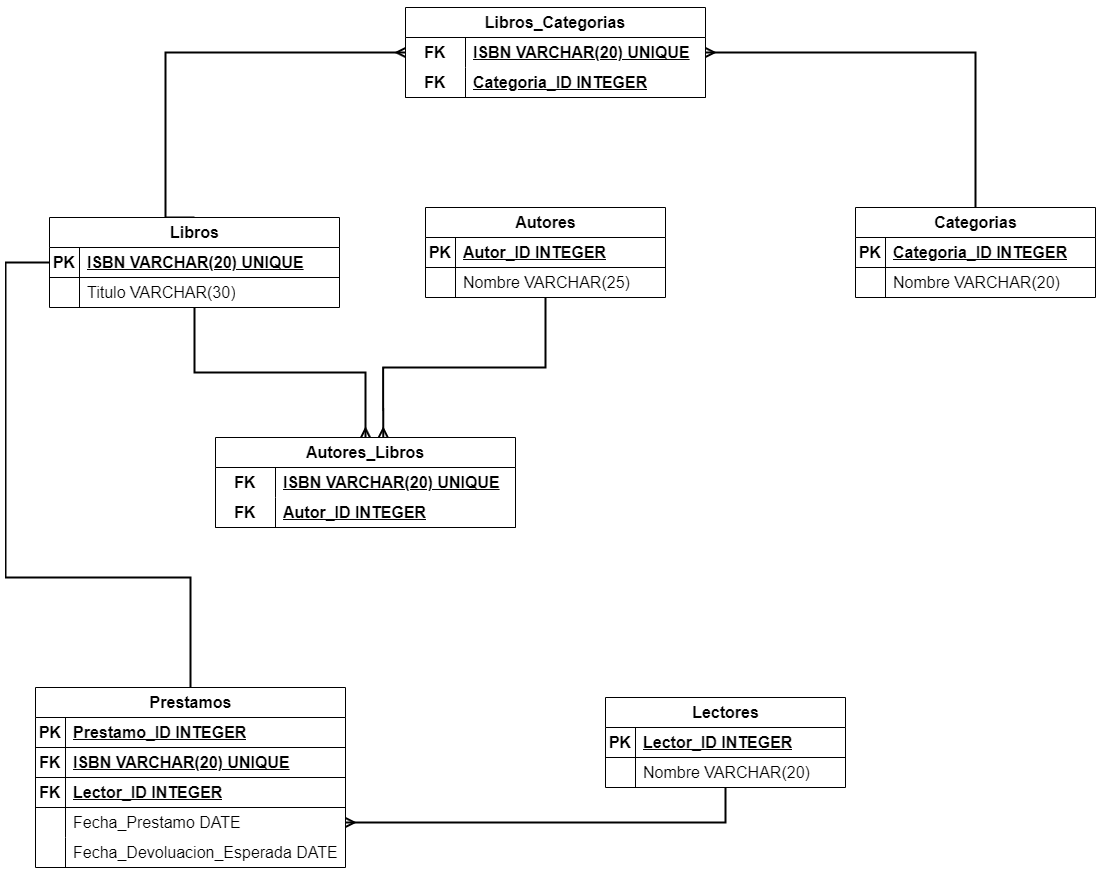 Libros_Categorias
FK ISBN VARCHAR(20) UNIQUE
FK Categoria_ID INTEGER
Libros
PK ISBN VARCHAR(20) UNIQUE
Titulo VARCHAR(30)
Autores
PK Autor_ID INTEGER
Nombre VARCHAR(25)
Categorias
PK Categoria_ID INTEGER
Nombre VARCHAR(20)
Autores_Libros
FK ISBN VARCHAR(20) UNIQUE
FK Autor_ID INTEGER
Prestamos
PK Prestamo_ID INTEGER
FK ISBN VARCHAR(20) UNIQUE
FK Lector_ID INTEGER
Fecha_Prestamo DATE
Fecha_Devoluacion_Esperada DATE
Lectores
PK Lector_ID INTEGER
Nombre VARCHAR(20)